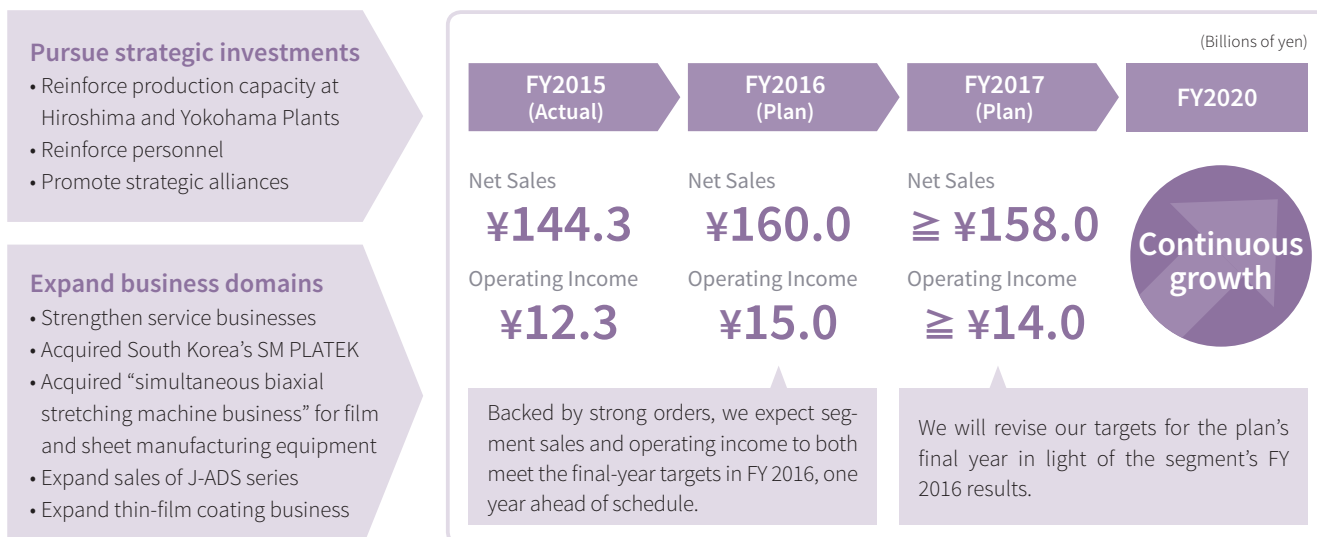 Pursue strategic investments
• Reinforce production capacity at
Hiroshima and Yokohama Plants
• Reinforce personnel
• Promote strategic alliances
Expand business domains
• Strengthen service businesses
• Acquired South Korea's SM PLATEK
• Acquired “simultaneous biaxial
stretching machine business” for film
and sheet manufacturing equipment
• Expand sales of J-ADS series
• Expand thin-film coating business
(Billions of yen)
FY2015
(Actual)
FY2016
(Plan)
FY2017
(Plan)
FY2020
Net Sales
¥144.3
Operating Income
¥12.3
Net Sales
¥160.0
Operating Income
¥15.0
Net Sales
≧ ¥158.0
Operating Income
≧ ¥14.0
Continuous
growth
Backed by strong orders, we expect seg-
ment sales and operating income to both
meet the final-year targets in FY 2016, one
year ahead of schedule.
We will revise our targets for the plan's
final year in light of the segment's FY
2016 results.